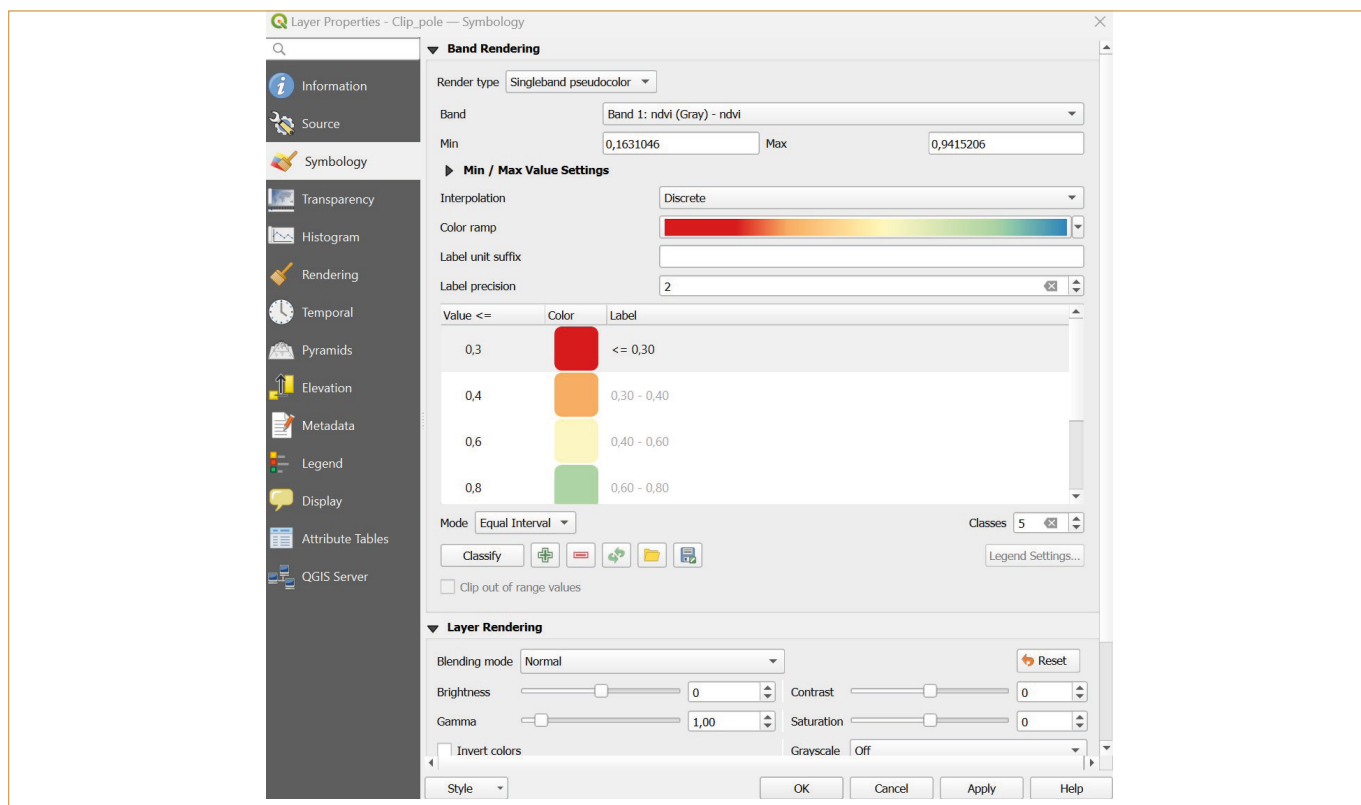 Layer Properties - Clip_pole — Symbology
Information
Source
Symbology
Transparency
Histogram
Rendering
Temporal
Pyramids
Elevation
Metadata
Legend
Display
Attribute Tables
QGIS Server
Band Rendering
Render type Singleband pseudocolor
Band Band 1: ndvi (Gray) - ndvi
Min 0,1631046 Max 0,9415206
Min / Max Value Settings
Interpolation Discrete
Color ramp
Label unit suffix
Label precision 2
Value <= Color Label
0,3 <= 0,30
0,4 0,30 - 0,40
0,6 0,40 - 0,60
0,8 0,60 - 0,80
Mode Equal Interval Classes 5
Classify Legend Settings...
Clip out of range values
Layer Rendering
Blending mode Normal Reset
Brightness 0 Contrast 0
Gamma 1,00 Saturation 0
Invert colors Grayscale Off
Style OK Cancel Apply Help